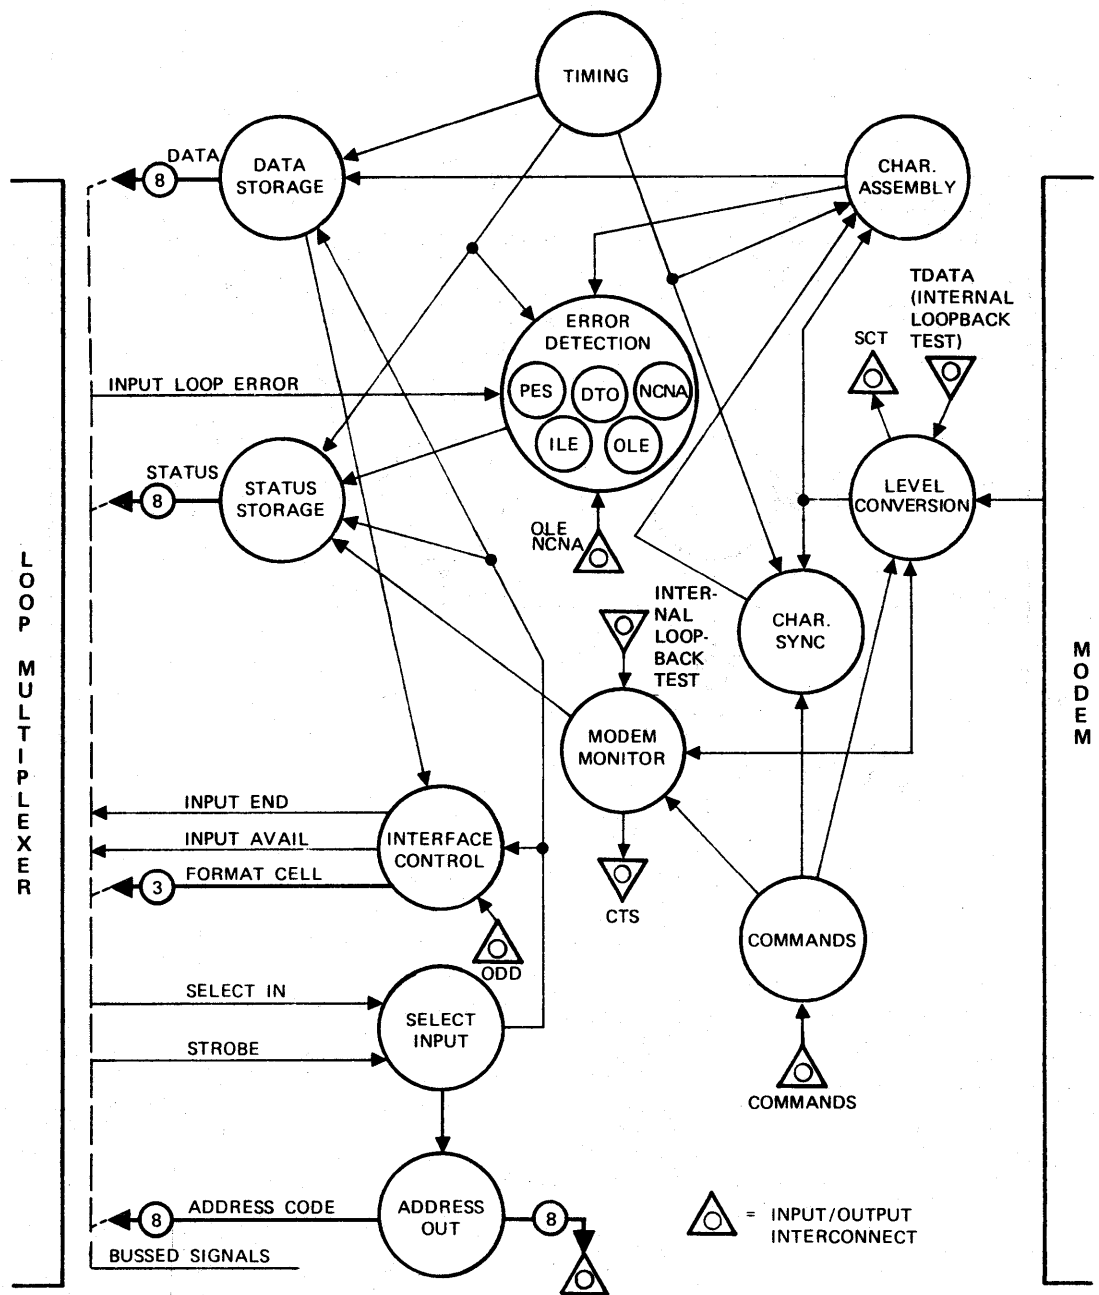 TIMING
DATA
8
DATA
STORAGE
CHAR.
ASSEMBLY
TDATA
(INTERNAL
LOOPBACK
TEST)
SCT
ERROR
DETECTION
PES
DTO
NCNA
ILE
OLE
INPUT LOOP ERROR
STATUS
8
STATUS
STORAGE
LEVEL
CONVERSION
OLE
NCNA
INTER-
NAL
LOOP-
BACK
TEST
CHAR.
SYNC
LOOP MULTIPLEXER
MODEM
MODEM
MONITOR
INPUT END
INPUT AVAIL
3
FORMAT CELL
INTERFACE
CONTROL
CTS
COMMANDS
ODD
SELECT IN
STROBE
SELECT
INPUT
COMMANDS
8
ADDRESS CODE
ADDRESS
OUT
8
BUSSED SIGNALS
= INPUT/OUTPUT
INTERCONNECT